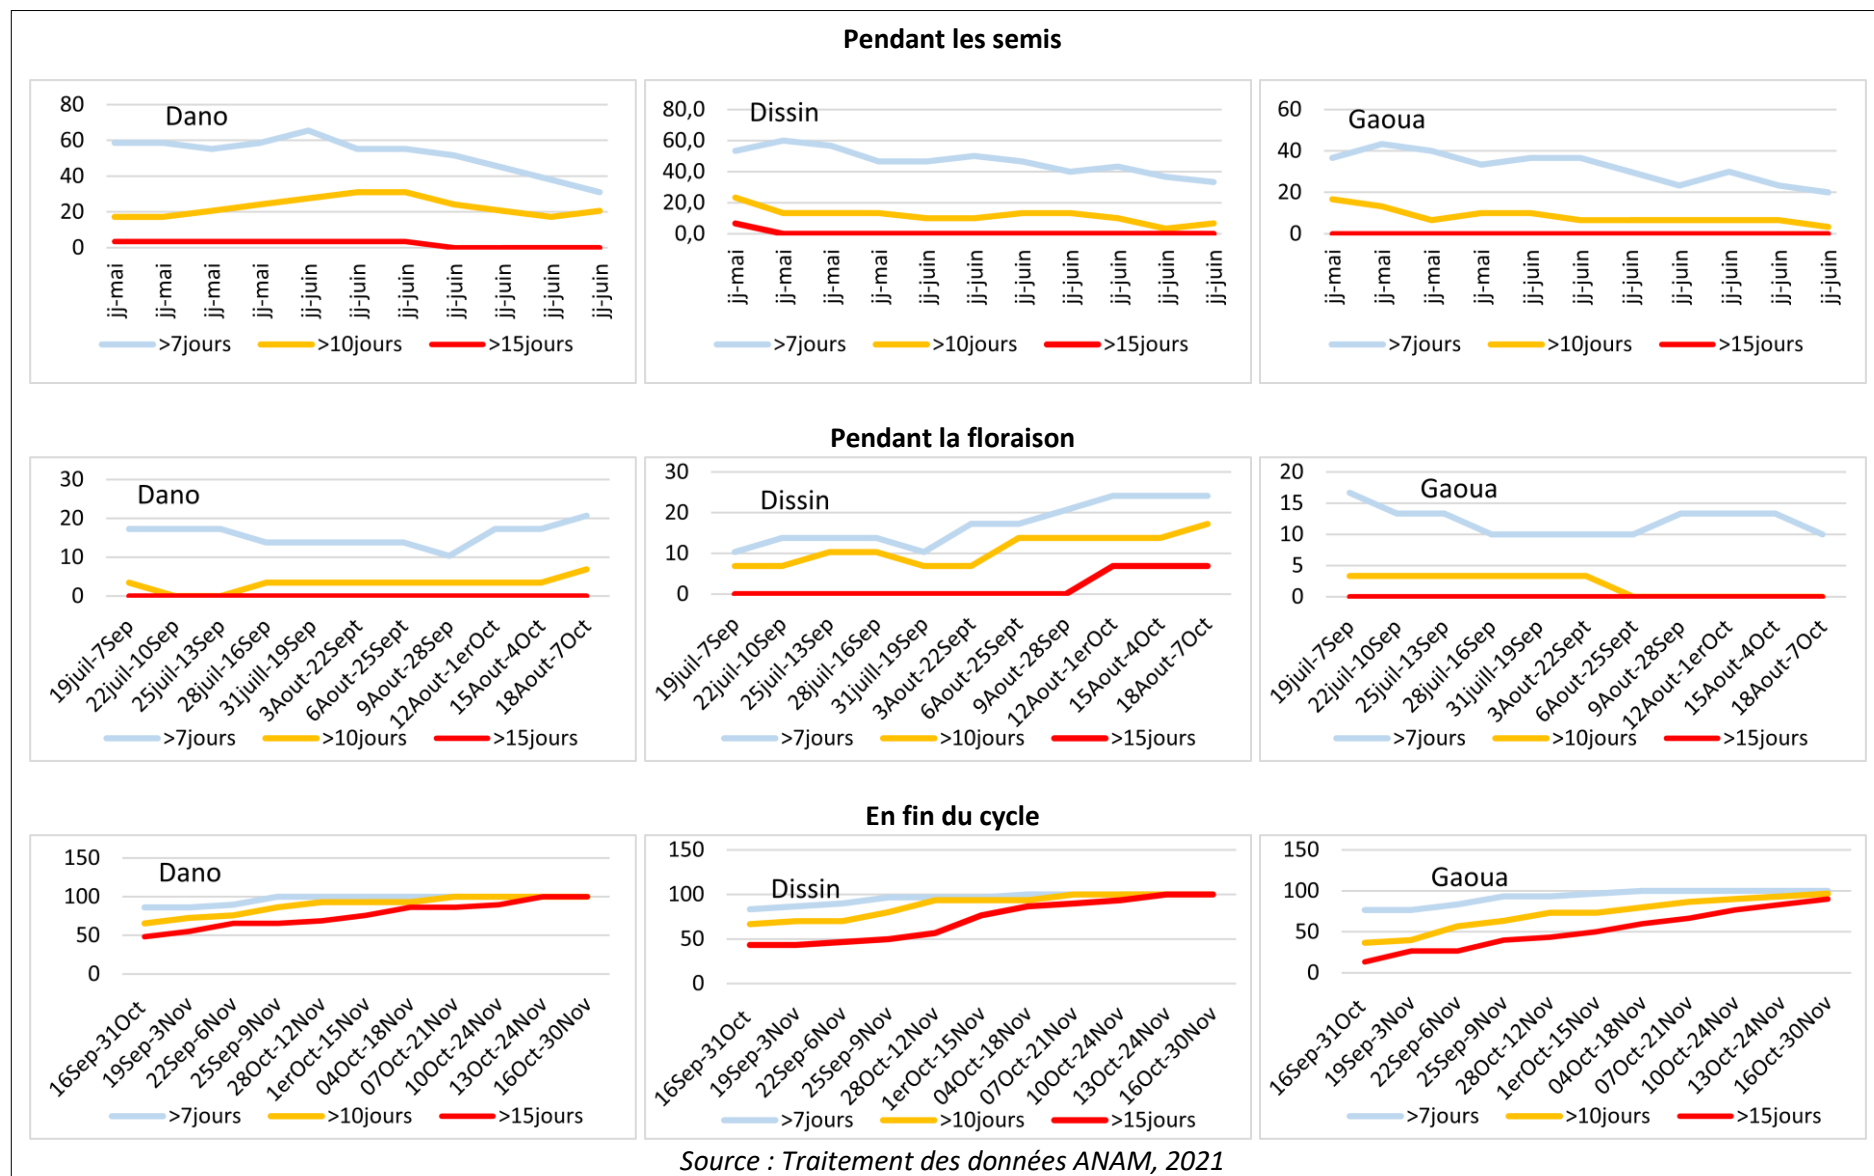 Pendant les semis
Dano
80
60
40
20
0
jj-mai
jj-mai
jj-mai
jj-mai
jj-juin
jj-juin
jj-juin
jj-juin
jj-juin
jj-juin
jj-juin
>7jours >10jours >15jours
Dissin
80,0
60,0
40,0
20,0
0,0
jj-mai
jj-mai
jj-mai
jj-mai
jj-juin
jj-juin
jj-juin
jj-juin
jj-juin
jj-juin
jj-juin
>7jours >10jours >15jours
Gaoua
60
40
20
0
jj-mai
jj-mai
jj-mai
jj-mai
jj-juin
jj-juin
jj-juin
jj-juin
jj-juin
jj-juin
jj-juin
>7jours >10jours >15jours
Pendant la floraison
Dano
30
20
10
0
19juil-7Sep
22juil-10Sep
25juil-13Sep
28juil-16Sep
31juill-19Sep
3Aout-22Sept
6Aout-25Sept
9Aout-28Sep
12Aout-1erOct
15Aout-4Oct
18Aout-7Oct
>7jours >10jours >15jours
Dissin
30
20
10
0
19juil-7Sep
22juil-10Sep
25juil-13Sep
28juil-16Sep
31juill-19Sep
3Aout-22Sept
6Aout-25Sept
9Aout-28Sep
12Aout-1erOct
15Aout-4Oct
18Aout-7Oct
>7jours >10jours >15jours
Gaoua
20
15
10
5
0
19juil-7Sep
22juil-10Sep
25juil-13Sep
28juil-16Sep
31juill-19Sep
3Aout-22Sept
6Aout-25Sept
9Aout-28Sep
12Aout-1erOct
15Aout-4Oct
18Aout-7Oct
>7jours >10jours >15jours
En fin du cycle
Dano
150
100
50
0
16Sep-31Oct
19Sep-3Nov
22Sep-6Nov
25Sep-9Nov
28Oct-12Nov
1erOct-15Nov
04Oct-18Nov
07Oct-21Nov
10Oct-24Nov
13Oct-24Nov
16Oct-30Nov
>7jours >10jours >15jours
Dissin
150
100
50
0
16Sep-31Oct
19Sep-3Nov
22Sep-6Nov
25Sep-9Nov
28Oct-12Nov
1erOct-15Nov
04Oct-18Nov
07Oct-21Nov
10Oct-24Nov
13Oct-24Nov
16Oct-30Nov
>7jours >10jours >15jours
Gaoua
150
100
50
0
16Sep-31Oct
19Sep-3Nov
22Sep-6Nov
25Sep-9Nov
28Oct-12Nov
1erOct-15Nov
04Oct-18Nov
07Oct-21Nov
10Oct-24Nov
13Oct-24Nov
16Oct-30Nov
>7jours >10jours >15jours
Source : Traitement des données ANAM, 2021